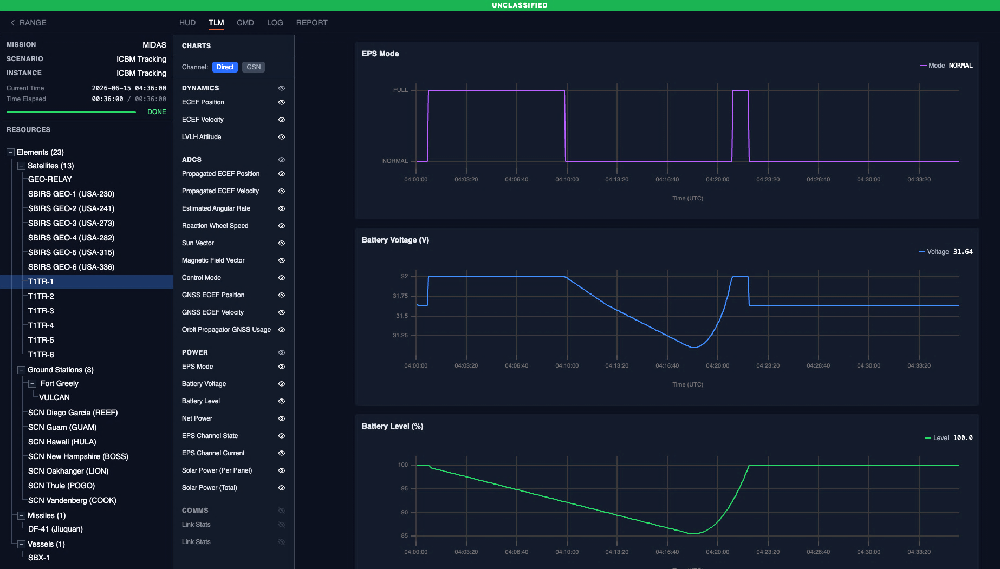 UNCLASSIFIED
RANGE
HUD TLM CMD LOG REPORT
MISSION MiDAS
SCENARIO ICBM Tracking
INSTANCE ICBM Tracking
Current Time 2026-06-15 04:36:00
Time Elapsed 00:36:00 / 00:36:00
DONE
RESOURCES
Elements (23)
Satellites (13)
GEO-RELAY
SBIRS GEO-1 (USA-230)
SBIRS GEO-2 (USA-241)
SBIRS GEO-3 (USA-273)
SBIRS GEO-4 (USA-282)
SBIRS GEO-5 (USA-315)
SBIRS GEO-6 (USA-336)
T1TR-1
T1TR-2
T1TR-3
T1TR-4
T1TR-5
T1TR-6
Ground Stations (8)
Fort Greely
VULCAN
SCN Diego Garcia (REEF)
SCN Guam (GUAM)
SCN Hawaii (HULA)
SCN New Hampshire (BOSS)
SCN Oakhanger (LION)
SCN Thule (POGO)
SCN Vandenberg (COOK)
Missiles (1)
DF-41 (Jiuquan)
Vessels (1)
SBX-1
CHARTS
Channel: Direct GSN
DYNAMICS
ECEF Position
ECEF Velocity
LVLH Attitude
ADCS
Propagated ECEF Position
Propagated ECEF Velocity
Estimated Angular Rate
Reaction Wheel Speed
Sun Vector
Magnetic Field Vector
Control Mode
GNSS ECEF Position
GNSS ECEF Velocity
Orbit Propagator GNSS Usage
POWER
EPS Mode
Battery Voltage
Battery Level
Net Power
EPS Channel State
EPS Channel Current
Solar Power (Per Panel)
Solar Power (Total)
COMMS
Link Stats
Link Stats
EPS Mode
Mode NORMAL
FULL
NORMAL
04:00:00 04:03:20 04:06:40 04:10:00 04:13:20 04:16:40 04:20:00 04:23:20 04:26:40 04:30:00 04:33:20
Time (UTC)
Battery Voltage (V)
Voltage 31.64
32
31.75
31.5
31.25
04:00:00 04:03:20 04:06:40 04:10:00 04:13:20 04:16:40 04:20:00 04:23:20 04:26:40 04:30:00 04:33:20
Time (UTC)
Battery Level (%)
Level 100.0
100
95
90
85
04:00:00 04:03:20 04:06:40 04:10:00 04:13:20 04:16:40 04:20:00 04:23:20 04:26:40 04:30:00 04:33:20